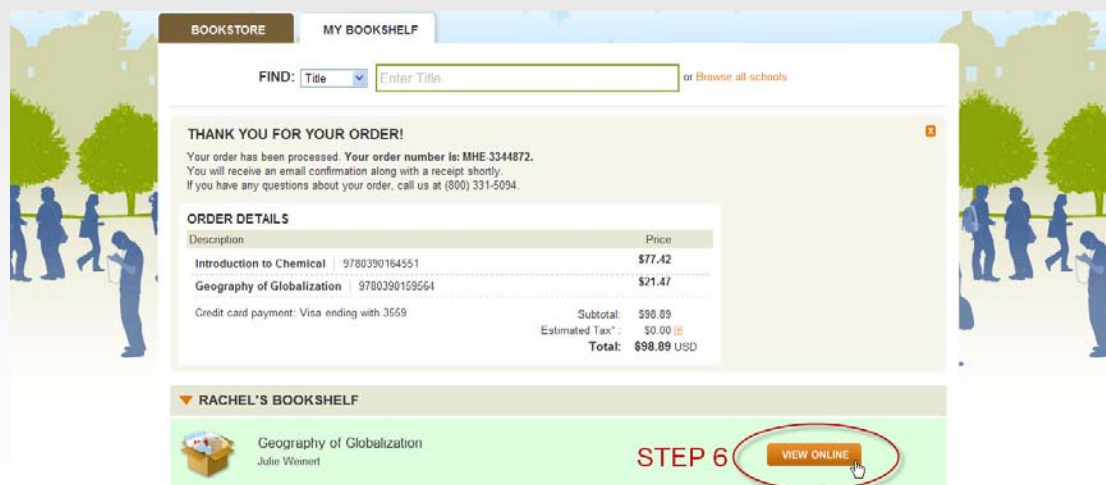 BOOKSTORE MY BOOKSHELF
FIND: Title Enter Title or Browse all schools
THANK YOU FOR YOUR ORDER!
Your order has been processed. Your order number is: MHE-3344872.
You will receive an email confirmation along with a receipt shortly.
If you have any questions about your order, call us at (800) 331-5094.
ORDER DETAILS
Description Price
Introduction to Chemical | 9780390164551 $77.42
Geography of Globalization | 9780390159564 $21.47
Credit card payment: Visa ending with 3559 Subtotal: $98.89
Estimated Tax*: $0.00
Total: $98.89 USD
RACHEL'S BOOKSHELF
Geography of Globalization
Julie Weinert
STEP 6 VIEW ONLINE